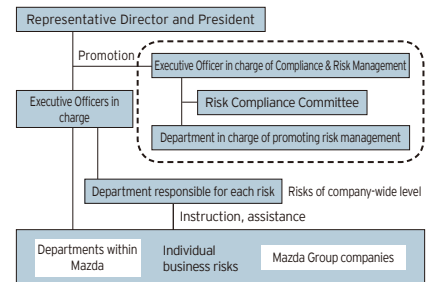 Representative Director and President
Promotion
Executive Officer in charge of Compliance & Risk Management
Executive Officers in
charge
Risk Compliance Committee
Department in charge of promoting risk management
Department responsible for each risk
Risks of company-wide level
Instruction, assistance
Departments within
Mazda
Individual
business risks
Mazda Group companies